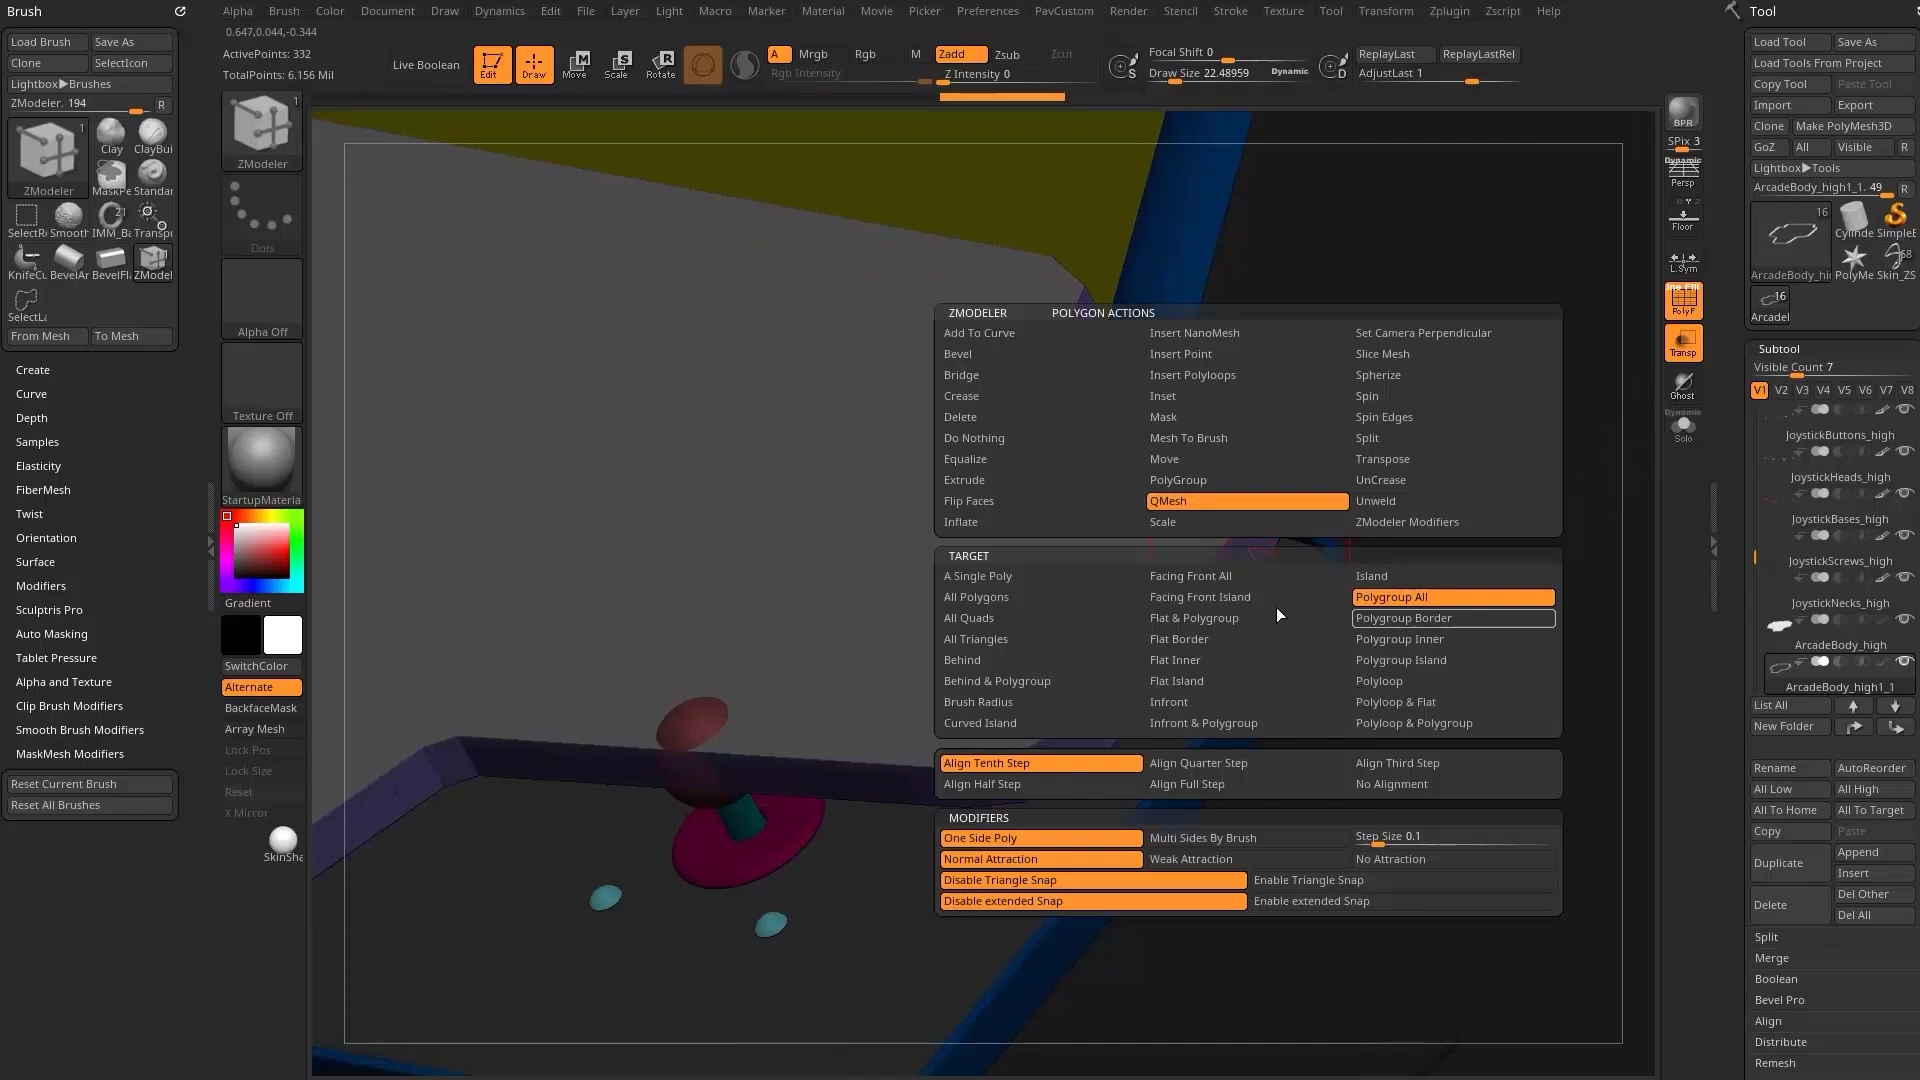 Brush
Alpha Brush Color Document Draw Dynamics Edit File Layer Light Macro Marker Material Movie Picker Preferences PavCustom Render Stencil Stroke Texture Tool Transform Zplugin Zscript Help
Tool
0.647,0.044,-0.344
Load Brush Save As
Clone SelectIcon
Lightbox▶Brushes
ZModeler. 194 R
1
ZModeler
Clay ClayBui
MaskPe Standar
SelectRe Smooth
21
IMM_Ba Transpo
KnifeCu BevelAr BevelFla ZModel
SelectLa
From Mesh To Mesh
Create
Curve
Depth
Samples
Elasticity
FiberMesh
Twist
Orientation
Surface
Modifiers
Sculptris Pro
Auto Masking
Tablet Pressure
Alpha and Texture
Clip Brush Modifiers
Smooth Brush Modifiers
MaskMesh Modifiers
Reset Current Brush
Reset All Brushes
ActivePoints: 332
TotalPoints: 6.156 Mil
Live Boolean
Edit
Draw
Move
Scale
Rotate
A Mrgb Rgb M Zadd Zsub Zcut
Rgb Intensity
Z Intensity 0
Focal Shift 0
Draw Size 22.48959 Dynamic
S
D
ReplayLast ReplayLastRel
AdjustLast 1
1
ZModeler
Dots
Alpha Off
Texture Off
StartupMateria
Gradient
SwitchColor
Alternate
BackfaceMask
Array Mesh
Lock Pos
Lock Size
Reset
X Mirror
SkinSha
ZMODELER POLYGON ACTIONS
Add To Curve Insert NanoMesh Set Camera Perpendicular
Bevel Insert Point Slice Mesh
Bridge Insert Polyloops Spherize
Crease Inset Spin
Delete Mask Spin Edges
Do Nothing Mesh To Brush Split
Equalize Move Transpose
Extrude PolyGroup UnCrease
Flip Faces QMesh Unweld
Inflate Scale ZModeler Modifiers
TARGET
A Single Poly Facing Front All Island
All Polygons Facing Front Island Polygroup All
All Quads Flat & Polygroup Polygroup Border
All Triangles Flat Border Polygroup Inner
Behind Flat Inner Polygroup Island
Behind & Polygroup Flat Island Polyloop
Brush Radius Infront Polyloop & Flat
Curved Island Infront & Polygroup Polyloop & Polygroup
Align Tenth Step Align Quarter Step Align Third Step
Align Half Step Align Full Step No Alignment
MODIFIERS
One Side Poly Multi Sides By Brush Step Size 0.1
Normal Attraction Weak Attraction No Attraction
Disable Triangle Snap Enable Triangle Snap
Disable extended Snap Enable extended Snap
BPR
SPix 3
Dynamic
Persp
Floor
L.Sym
Line Fill
PolyF
Transp
Ghost
Dynamic
Solo
Load Tool Save As
Load Tools From Project
Copy Tool Paste Tool
Import Export
Clone Make PolyMesh3D
GoZ All Visible R
Lightbox▶Tools
ArcadeBody_high1_1. 49 R
16
ArcadeBody_hi
Cylinde SimpleE
PolyMe
68
Skin_ZS
16
Arcadel
Subtool
Visible Count 7
V1 V2 V3 V4 V5 V6 V7 V8
JoystickButtons_high
JoystickHeads_high
JoystickBases_high
JoystickScrews_high
JoystickNecks_high
ArcadeBody_high
ArcadeBody_high1_1
List All
New Folder
Rename AutoReorder
All Low All High
All To Home All To Target
Copy Paste
Duplicate Append
Insert
Delete Del Other
Del All
Split
Merge
Boolean
Bevel Pro
Align
Distribute
Remesh